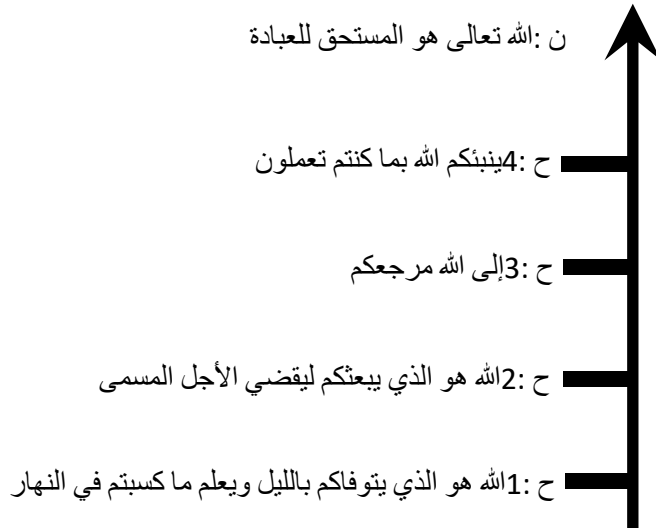 ن :الله تعالى هو المستحق للعبادة
ح :4ينبئكم الله بما كنتم تعملون
ح :3إلى الله مرجعكم
ح :2الله هو الذي يبعثكم ليقضي الأجل المسمى
ح :1الله هو الذي يتوفاكم بالليل ويعلم ما كسبتم في النهار